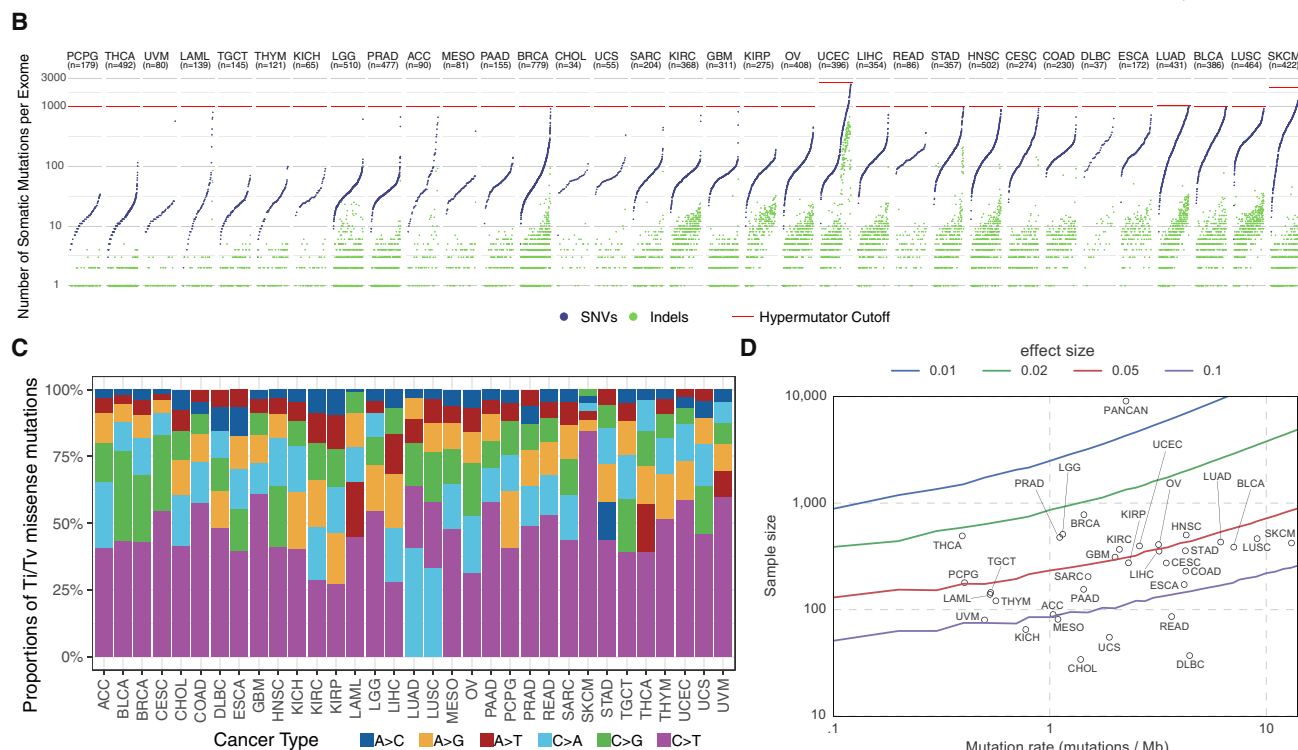 B
PCPG THCA UVM LAML TGCT THYM KICH LGG PRAD ACC MESO PAAD BRCA CHOL UCS SARC KIRC GBM KIRP OV UCEC LIHC READ STAD HNSC CESC COAD DLBC ESCA LUAD BLCA LUSC SKCM
(n=179) (n=492) (n=80) (n=139) (n=145) (n=121) (n=65) (n=510) (n=477) (n=90) (n=81) (n=155) (n=779) (n=34) (n=55) (n=204) (n=368) (n=311) (n=275) (n=408) (n=396) (n=354) (n=86) (n=357) (n=502) (n=274) (n=230) (n=37) (n=172) (n=431) (n=386) (n=464) (n=422)
Number of Somatic Mutations per Exome
3000
1000
100
10
1
SNVs Indels Hypermutator Cutoff
C
Proportions of Ti/Tv missense mutations
100%
75%
50%
25%
0%
ACC BLCA BRCA CESC CHOL COAD DLBC ESCA GBM HNSC KICH KIRC KIRP LAML LGG LIHC LUAD LUSC MESO OV PAAD PCPG PRAD READ SARC SKCM STAD TGCT THCA THYM UCEC UCS UVM
Cancer Type A>C A>G A>T C>A C>G C>T
D
effect size
0.01 0.02 0.05 0.1
Sample size
10,000
1,000
100
10
PANCAN
UCEC
LGG
PRAD
OV
LUAD
BLCA
BRCA
KIRP
HNSC
SKCM
THCA
KIRC
GBM
STAD
LUSC
CESC
LIHC
COAD
TGCT
PCPG
SARC
ESCA
LAML
THYM
PAAD
ACC
UVM
MESO
READ
KICH
UCS
CHOL
DLBC
.1 1 10
Mutation rate (mutations / Mb)